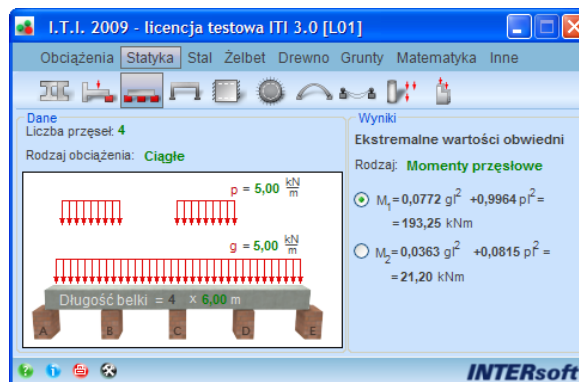 I.T.I. 2009 - licencja testowa ITI 3.0 [L01]
Obciążenia Statyka Stal Żelbet Drewno Grunty Matematyka Inne
Dane
Liczba przęseł: 4
Rodzaj obciążenia: Ciągłe
p = 5,00 kN/m
g = 5,00 kN/m
Długość belki = 4 x 6,00 m
A B C D E
Wyniki
Ekstremalne wartości obwiedni
Rodzaj: Momenty przęsłowe
M1=0,0772 gl² +0,9964 pl²=
=193,25 kNm
M2=0,0363 gl² +0,0815 pl² =
=21,20 kNm
INTERsoft